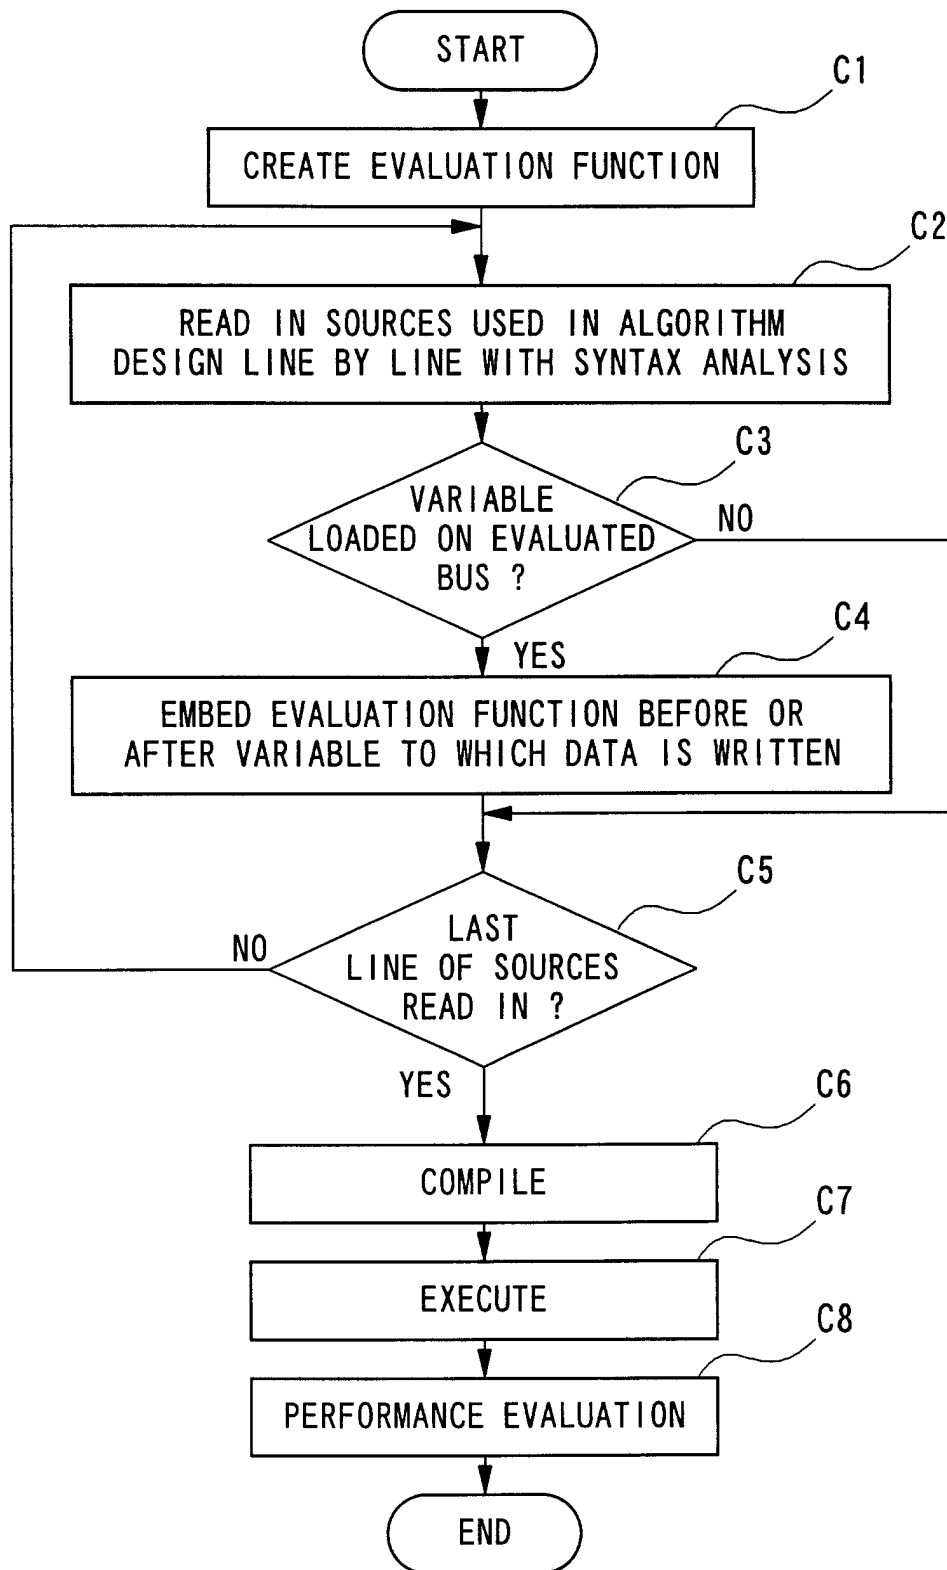 START
C1
CREATE EVALUATION FUNCTION
C2
READ IN SOURCES USED IN ALGORITHM
DESIGN LINE BY LINE WITH SYNTAX ANALYSIS
C3
VARIABLE
LOADED ON EVALUATED
BUS ?
NO
YES
C4
EMBED EVALUATION FUNCTION BEFORE OR
AFTER VARIABLE TO WHICH DATA IS WRITTEN
C5
LAST
LINE OF SOURCES
READ IN ?
NO
YES
C6
COMPILE
C7
EXECUTE
C8
PERFORMANCE EVALUATION
END